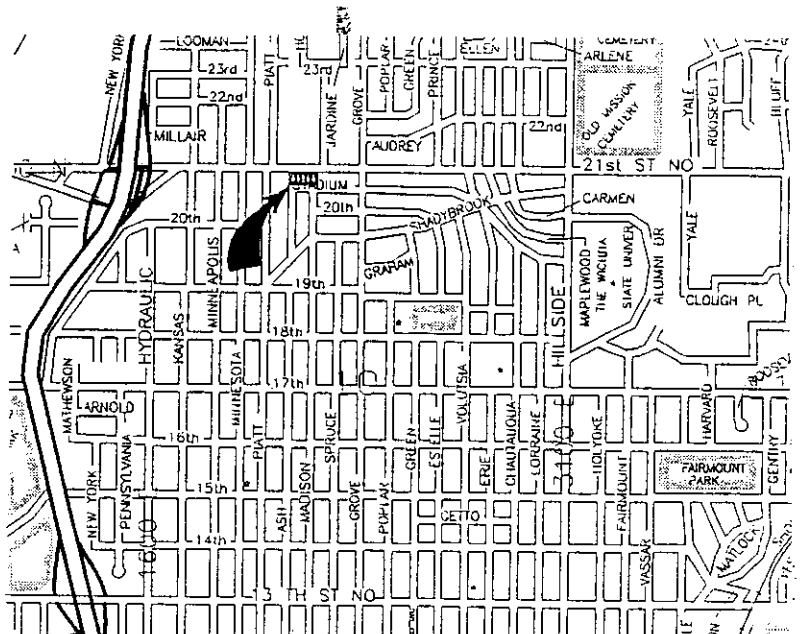 LOOMAN
NEW YORK
PIATT
23rd
22nd
MILLAIR
23rd
JARDINE
GROVE
POPLAR
GREEN
PRINCE
ELLEN
CEMETERY
ARLENE
OLD MISSION
CEMETERY
YALE
ROOSEVELT
BLUFF
22nd
AUDREY
21st ST NO
STADIUM
20th
20th
SHADYBROOK
CARMEN
GRAHAM
19th
HYDRAULIC
KANSAS
MINNEAPOLIS
HILLSIDE
MAPLEWOOD
THE WICHITA
STATE UNIVER
ALUMNI DR
YALE
CLOUGH PL
18th
MINNESOTA
17th
MATHEWSON
ARNOLD
VOLUTSIA
HARVARD
16th
PIATT
SPRUCE
GREEN
ESTELLE
ERIE
CHAUTAUQUA
LORRAINE
HOLYOKE
FAIRMOUNT
FAIRMOUNT
PARK
GENTRY
NEW YORK
PENNSYLVANIA
15th
ASH
MADISON
GROVE
POPLAR
GETTO
14th
VASSAR
MATLOCK
13 TH ST NO